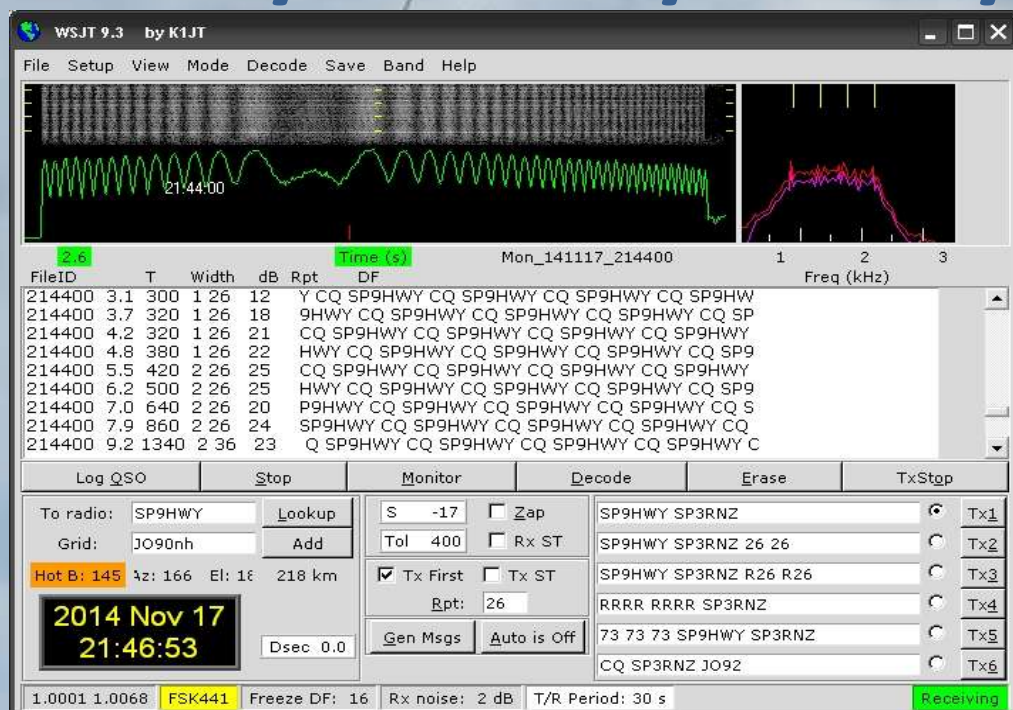 WSJT 9.3 by K1JT
File Setup View Mode Decode Save Band Help
21:44:00
2.6 Time (s) Mon_141117_214400 1 2 3
FileID T Width dB Rpt DF Freq (kHz)
214400 3.1 300 1 26 12 Y CQ SP9HWY CQ SP9HWY CQ SP9HWY CQ SP9HW
214400 3.7 320 1 26 18 9HWY CQ SP9HWY CQ SP9HWY CQ SP9HWY CQ SP
214400 4.2 320 1 26 21 CQ SP9HWY CQ SP9HWY CQ SP9HWY CQ SP9HWY
214400 4.8 380 1 26 22 HWY CQ SP9HWY CQ SP9HWY CQ SP9HWY CQ SP9
214400 5.5 420 2 26 25 CQ SP9HWY CQ SP9HWY CQ SP9HWY CQ SP9HWY
214400 6.2 500 2 26 25 HWY CQ SP9HWY CQ SP9HWY CQ SP9HWY CQ SP9
214400 7.0 640 2 26 20 P9HWY CQ SP9HWY CQ SP9HWY CQ SP9HWY CQ S
214400 7.9 860 2 26 24 SP9HWY CQ SP9HWY CQ SP9HWY CQ SP9HWY CQ
214400 9.2 1340 2 36 23 Q SP9HWY CQ SP9HWY CQ SP9HWY CQ SP9HWY C
Log QSO Stop Monitor Decode Erase TxStop
To radio: SP9HWY Lookup S -17 Zap SP9HWY SP3RNZ Tx1
Grid: JO90nh Add Tol 400 Rx ST SP9HWY SP3RNZ 26 26 Tx2
Hot B: 145 Az: 166 El: 218 km Tx First Tx ST SP9HWY SP3RNZ R26 R26 Tx3
2014 Nov 17 Rpt: 26 RRRR RRRR SP3RNZ Tx4
21:46:53 Dsec 0.0 Gen Msgs Auto is Off 73 73 73 SP9HWY SP3RNZ Tx5
CQ SP3RNZ JO92 Tx6
1.0001 1.0068 FSK441 Freeze DF: 16 Rx noise: 2 dB T/R Period: 30 s Receiving